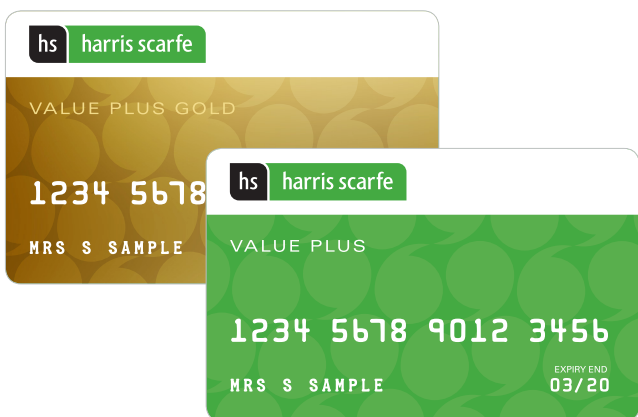 hs harris scarfe
VALUE PLUS GOLD
1234 5678
MRS S SAMPLE
hs harris scarfe
VALUE PLUS
1234 5678 9012 3456
EXPIRY END
MRS S SAMPLE 03/20